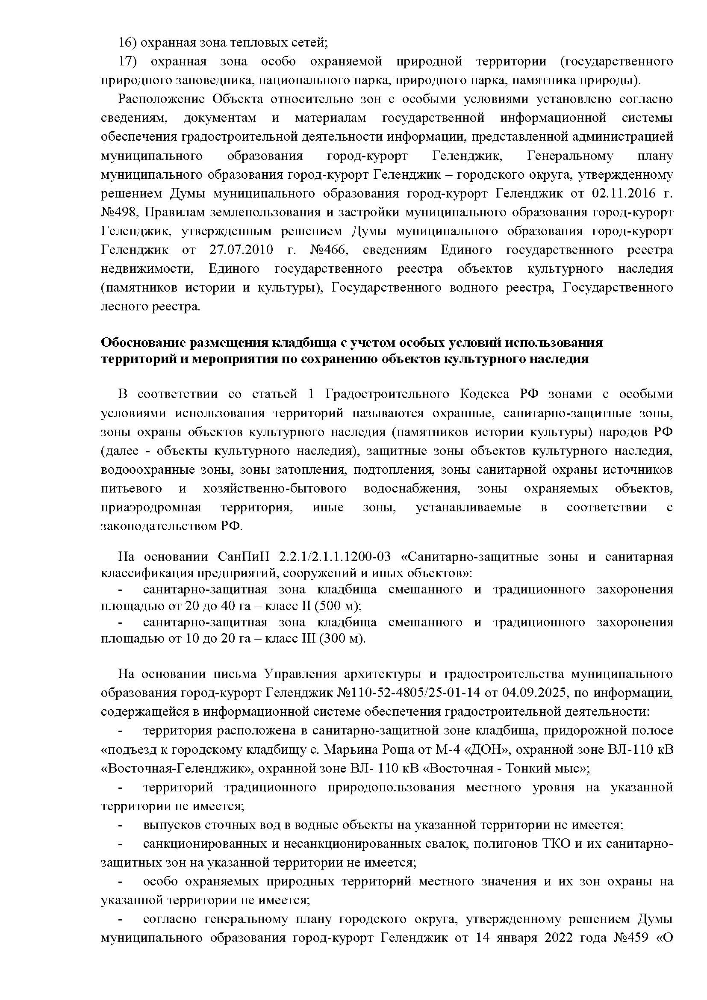 16) охранная зона тепловых сетей;
17) охранная зона особо охраняемой природной территории (государственного
природного заповедника, национального парка, природного парка, памятника природы).
Расположение Объекта относительно зон с особыми условиями установлено согласно
сведениям, документам и материалам государственной информационной системы
обеспечения градостроительной деятельности информации, представленной администрацией
муниципального образования город-курорт Геленджик, Генеральному плану
муниципального образования город-курорт Геленджик – городского округа, утвержденному
решением Думы муниципального образования город-курорт Геленджик от 02.11.2016 г.
№498, Правилам землепользования и застройки муниципального образования город-курорт
Геленджик, утвержденным решением Думы муниципального образования город-курорт
Геленджик от 27.07.2010 г. №466, сведениям Единого государственного реестра
недвижимости, Единого государственного реестра объектов культурного наследия
(памятников истории и культуры), Государственного водного реестра, Государственного
лесного реестра.
Обоснование размещения кладбища с учетом особых условий использования
территорий и мероприятия по сохранению объектов культурного наследия
В соответствии со статьей 1 Градостроительного Кодекса РФ зонами с особыми
условиями использования территорий называются охранные, санитарно-защитные зоны,
зоны охраны объектов культурного наследия (памятников истории культуры) народов РФ
(далее - объекты культурного наследия), защитные зоны объектов культурного наследия,
водооохранные зоны, зоны затопления, подтопления, зоны санитарной охраны источников
питьевого и хозяйственно-бытового водоснабжения, зоны охраняемых объектов,
приаэродромная территория, иные зоны, устанавливаемые в соответствии с
законодательством РФ.
На основании СанПиН 2.2.1/2.1.1.1200-03 «Санитарно-защитные зоны и санитарная
классификация предприятий, сооружений и иных объектов»:
- санитарно-защитная зона кладбища смешанного и традиционного захоронения
площадью от 20 до 40 га – класс II (500 м);
- санитарно-защитная зона кладбища смешанного и традиционного захоронения
площадью от 10 до 20 га – класс III (300 м).
На основании письма Управления архитектуры и градостроительства муниципального
образования город-курорт Геленджик №110-52-4805/25-01-14 от 04.09.2025, по информации,
содержащейся в информационной системе обеспечения градостроительной деятельности:
- территория расположена в санитарно-защитной зоне кладбища, придорожной полосе
«подъезд к городскому кладбищу с. Марьина Роща от М-4 «ДОН», охранной зоне ВЛ-110 кВ
«Восточная-Геленджик», охранной зоне ВЛ- 110 кВ «Восточная - Тонкий мыс»;
- территорий традиционного природопользования местного уровня на указанной
территории не имеется;
- выпусков сточных вод в водные объекты на указанной территории не имеется;
- санкционированных и несанкционированных свалок, полигонов ТКО и их санитарно-
защитных зон на указанной территории не имеется;
- особо охраняемых природных территорий местного значения и их зон охраны на
указанной территории не имеется;
- согласно генеральному плану городского округа, утвержденному решением Думы
муниципального образования город-курорт Геленджик от 14 января 2022 года №459 «О